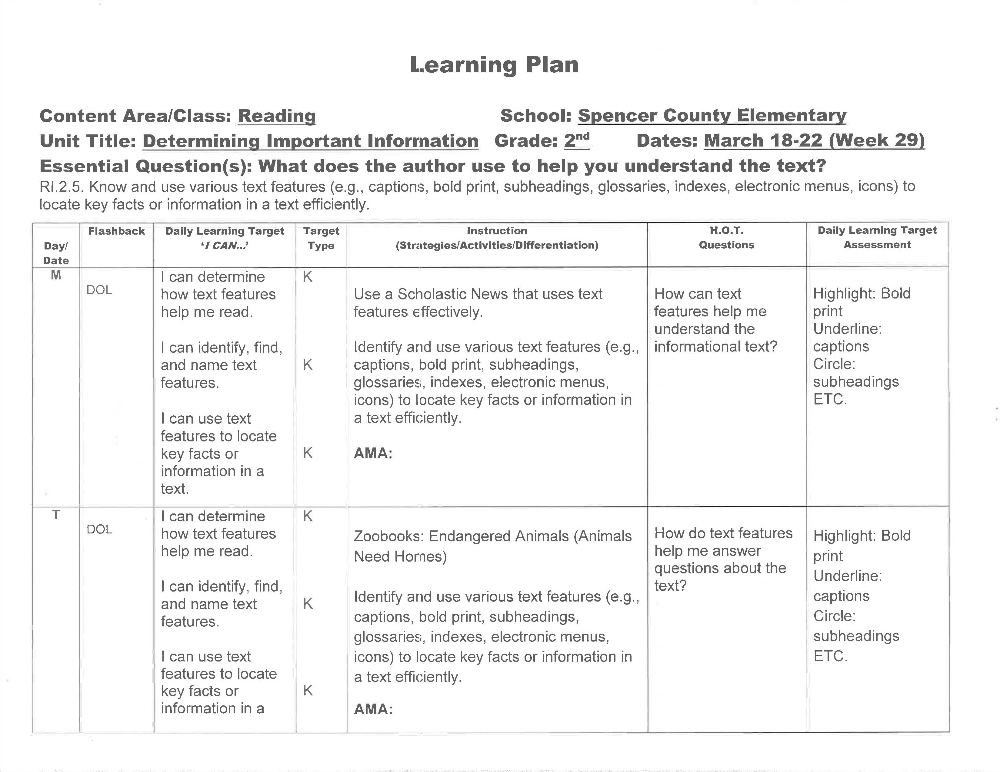 Learning Plan
Content Area/Class: Reading School: Spencer County Elementary
Unit Title: Determining Important Information Grade: 2nd Dates: March 18-22 (Week 29)
Essential Question(s): What does the author use to help you understand the text?
RI.2.5. Know and use various text features (e.g., captions, bold print, subheadings, glossaries, indexes, electronic menus, icons) to
locate key facts or information in a text efficiently.
Day/
Date
Flashback
Daily Learning Target
‘I CAN...’
Target
Type
Instruction
(Strategies/Activities/Differentiation)
H.O.T.
Questions
Daily Learning Target
Assessment
M
DOL
I can determine
how text features
help me read.
I can identify, find,
and name text
features.
I can use text
features to locate
key facts or
information in a
text.
K
K
K
Use a Scholastic News that uses text
features effectively.
Identify and use various text features (e.g.,
captions, bold print, subheadings,
glossaries, indexes, electronic menus,
icons) to locate key facts or information in
a text efficiently.
AMA:
How can text
features help me
understand the
informational text?
Highlight: Bold
print
Underline:
captions
Circle:
subheadings
ETC.
T
DOL
I can determine
how text features
help me read.
I can identify, find,
and name text
features.
I can use text
features to locate
key facts or
information in a
K
K
K
Zoobooks: Endangered Animals (Animals
Need Homes)
Identify and use various text features (e.g.,
captions, bold print, subheadings,
glossaries, indexes, electronic menus,
icons) to locate key facts or information in
a text efficiently.
AMA:
How do text features
help me answer
questions about the
text?
Highlight: Bold
print
Underline:
captions
Circle:
subheadings
ETC.